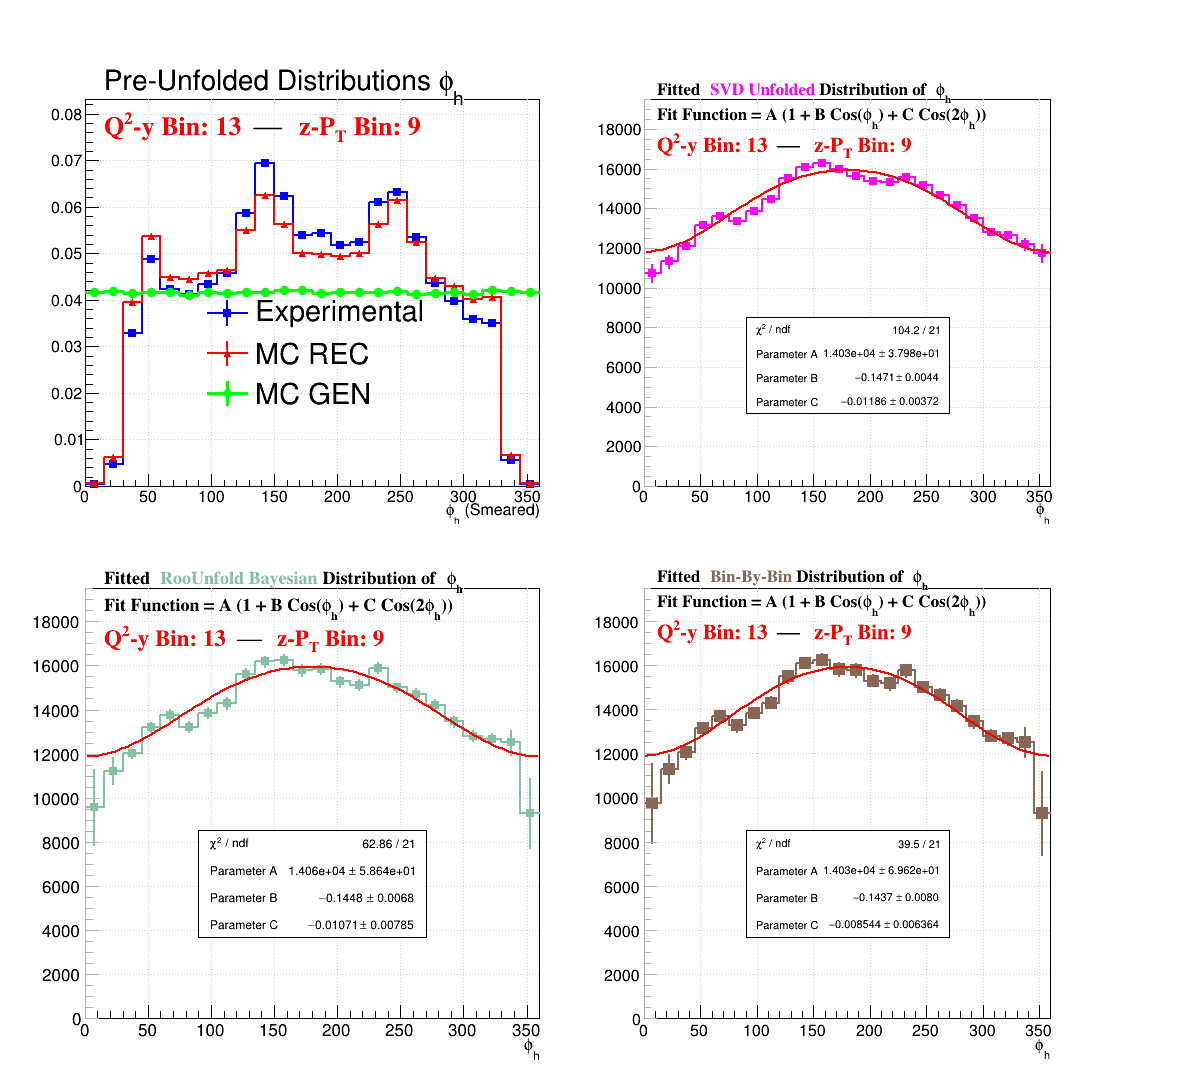 Pre-Unfolded Distributions ϕh
Q2-y Bin: 13 — z-PT Bin: 9
0.08
0.07
0.06
0.05
0.04
0.03
0.02
0.01
0
Experimental
MC REC
MC GEN
0 50 100 150 200 250 300 350
ϕh (Smeared)
Fitted SVD Unfolded Distribution of ϕh
Fit Function = A (1 + B Cos(ϕh) + C Cos(2ϕh))
Q2-y Bin: 13 — z-PT Bin: 9
18000
16000
14000
12000
10000
8000
6000
4000
2000
0
χ2 / ndf 104.2 / 21
Parameter A 1.403e+04 ± 3.798e+01
Parameter B −0.1471 ± 0.0044
Parameter C −0.01186 ± 0.00372
0 50 100 150 200 250 300 350
ϕh
Fitted RooUnfold Bayesian Distribution of ϕh
Fit Function = A (1 + B Cos(ϕh) + C Cos(2ϕh))
Q2-y Bin: 13 — z-PT Bin: 9
18000
16000
14000
12000
10000
8000
6000
4000
2000
0
χ2 / ndf 62.86 / 21
Parameter A 1.406e+04 ± 5.864e+01
Parameter B −0.1448 ± 0.0068
Parameter C −0.01071 ± 0.00785
0 50 100 150 200 250 300 350
ϕh
Fitted Bin-By-Bin Distribution of ϕh
Fit Function = A (1 + B Cos(ϕh) + C Cos(2ϕh))
Q2-y Bin: 13 — z-PT Bin: 9
18000
16000
14000
12000
10000
8000
6000
4000
2000
0
χ2 / ndf 39.5 / 21
Parameter A 1.403e+04 ± 6.962e+01
Parameter B −0.1437 ± 0.0080
Parameter C −0.008544 ± 0.006364
0 50 100 150 200 250 300 350
ϕh